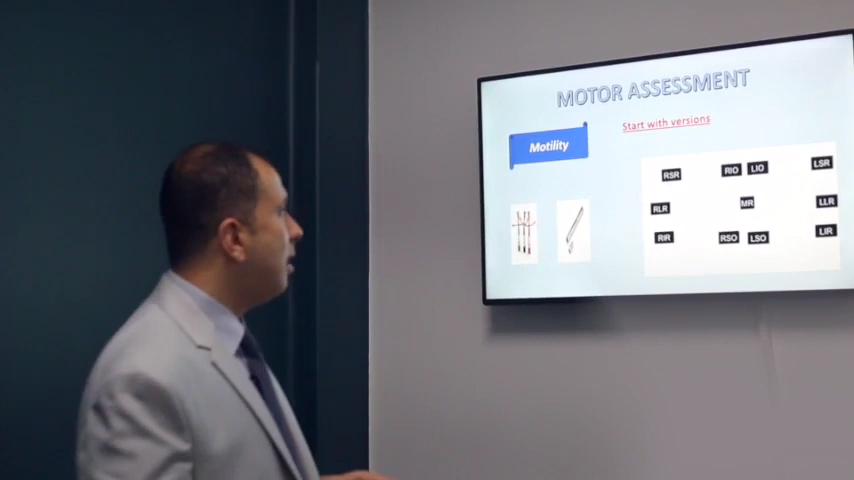 MOTOR ASSESSMENT
Start with versions
Motility
RSR RIO LIO LSR
RLR MR LLR
RIR RSO LSO LIR